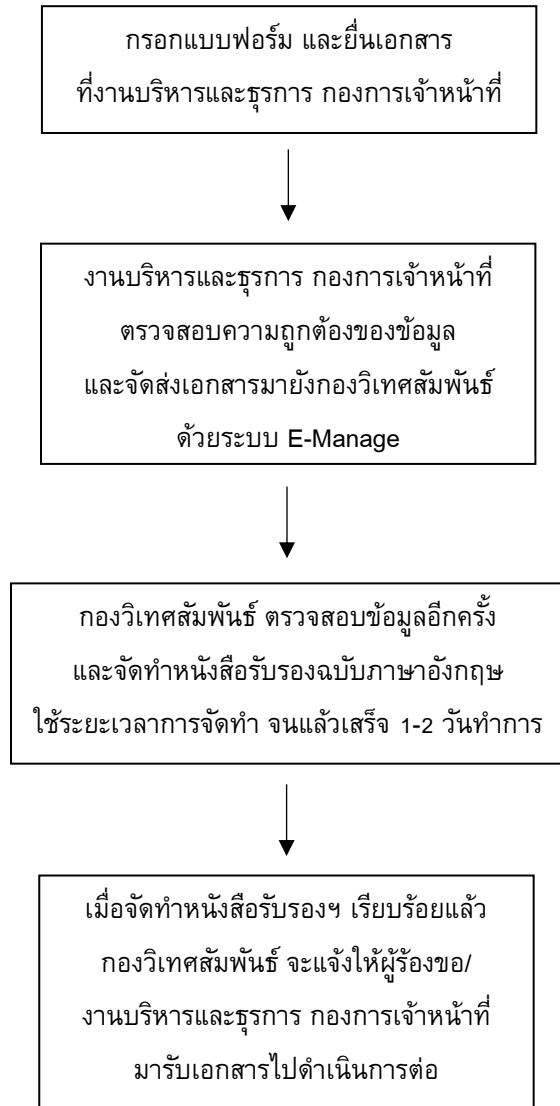 กรอกแบบฟอร์ม และยื่นเอกสาร
ที่งานบริหารและธุรการ กองการเจ้าหน้าที่
งานบริหารและธุรการ กองการเจ้าหน้าที่
ตรวจสอบความถูกต้องของข้อมูล
และจัดส่งเอกสารมายังกองวิเทศสัมพันธ์
ด้วยระบบ E-Manage
กองวิเทศสัมพันธ์ ตรวจสอบข้อมูลอีกครั้ง
และจัดทำหนังสือรับรองฉบับภาษาอังกฤษ
ใช้ระยะเวลาการจัดทำ จนแล้วเสร็จ 1-2 วันทำการ
เมื่อจัดทำหนังสือรับรองฯ เรียบร้อยแล้ว
กองวิเทศสัมพันธ์ จะแจ้งให้ผู้ร้องขอ/
งานบริหารและธุรการ กองการเจ้าหน้าที่
มารับเอกสารไปดำเนินการต่อ